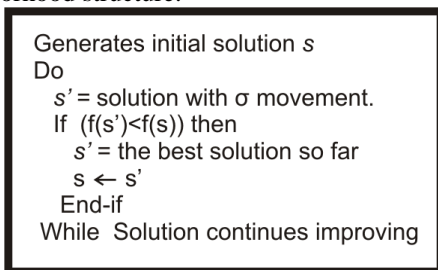 Generates initial solution s
Do
s' = solution with σ movement.
If (f(s')<f(s)) then
s' = the best solution so far
s ← s'
End-if
While Solution continues improving